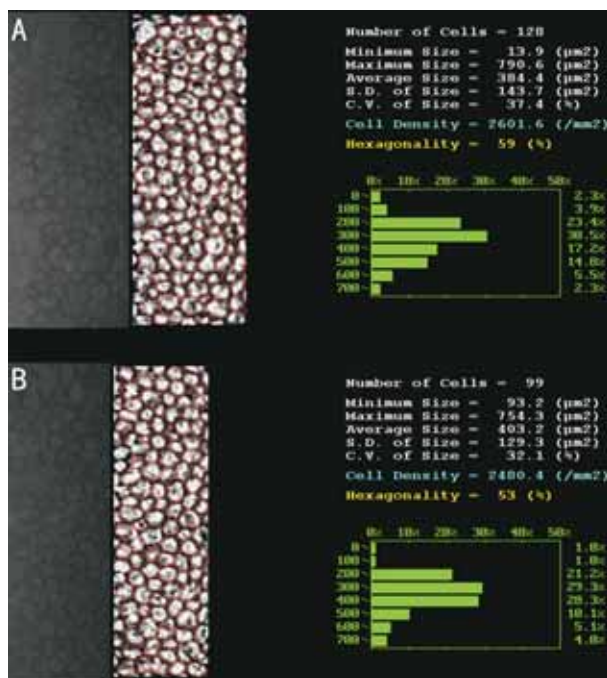 A
Number of Cells = 128
Minimum Size = 13.9 (µm2)
Maximum Size = 790.6 (µm2)
Average Size = 384.4 (µm2)
S.D. of Size = 143.7 (µm2)
C.V. of Size = 37.4 (%)
Cell Density = 2601.6 (/mm2)
Hexagonality = 59 (%)
0% 10% 20% 30% 40% 50%
0~ 2.3%
100~ 3.9%
200~ 23.4%
300~ 30.5%
400~ 17.2%
500~ 14.8%
600~ 5.5%
700~ 2.3%
B
Number of Cells = 99
Minimum Size = 93.2 (µm2)
Maximum Size = 754.3 (µm2)
Average Size = 403.2 (µm2)
S.D. of Size = 129.3 (µm2)
C.V. of Size = 32.1 (%)
Cell Density = 2480.4 (/mm2)
Hexagonality = 53 (%)
0% 10% 20% 30% 40% 50%
0~ 1.0%
100~ 1.0%
200~ 21.2%
300~ 29.3%
400~ 28.3%
500~ 10.1%
600~ 5.1%
700~